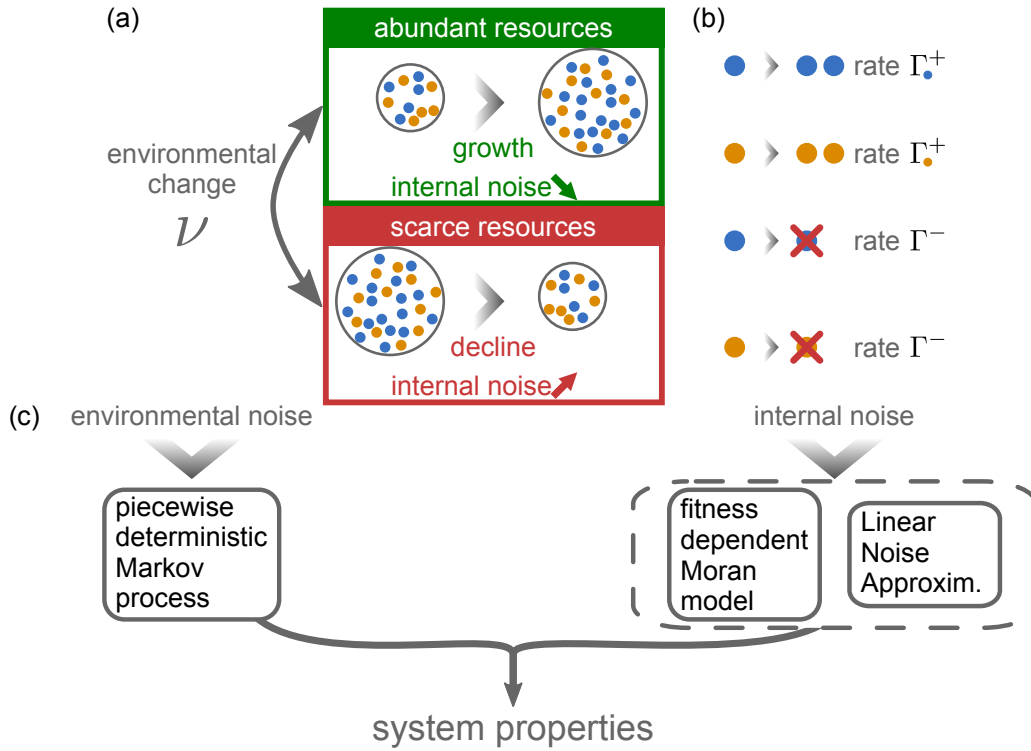 (a)
abundant resources
growth
internal noise
environmental
change
ν
scarce resources
decline
internal noise
(b)
rate Γ•⁺
rate Γ•⁺
rate Γ⁻
rate Γ⁻
(c)
environmental noise
piecewise
deterministic
Markov
process
internal noise
fitness
dependent
Moran
model
Linear
Noise
Approxim.
system properties